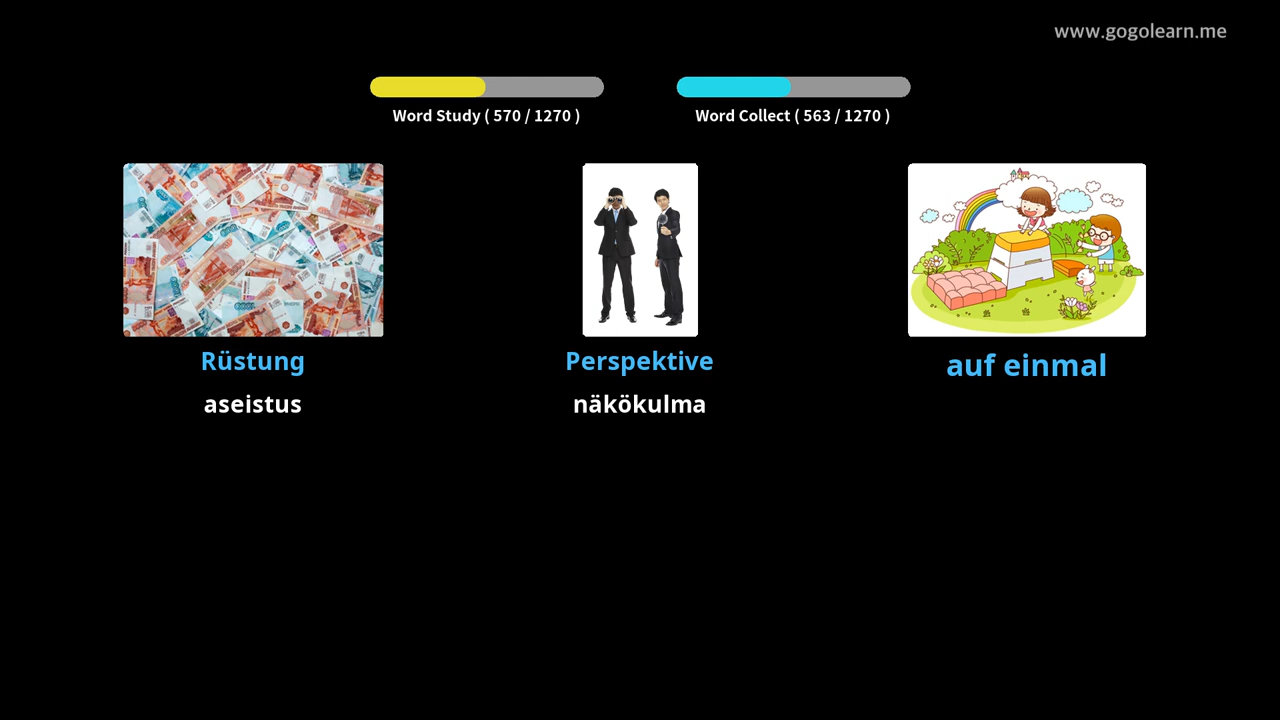 www.gogolearn.me
Word Study ( 570 / 1270 )
Word Collect ( 563 / 1270 )
Rüstung
aseistus
Perspektive
näkökulma
auf einmal